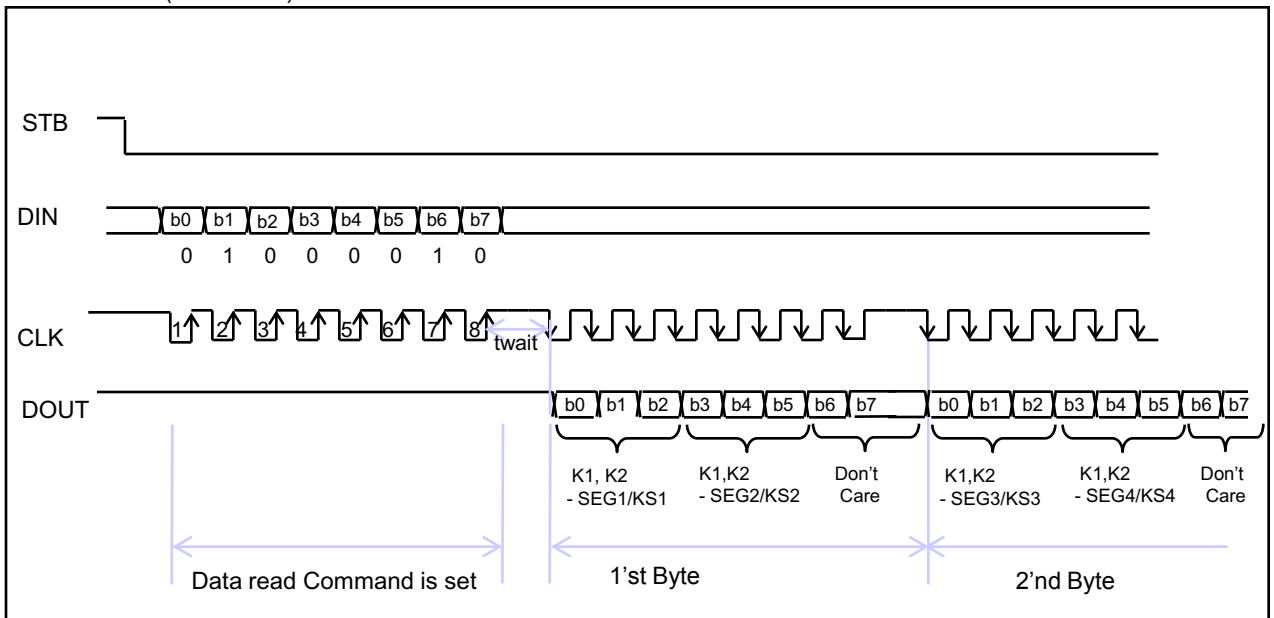 STB
DIN b0 b1 b2 b3 b4 b5 b6 b7
0 1 0 0 0 0 1 0
CLK 1 2 3 4 5 6 7 8
twait
DOUT b0 b1 b2 b3 b4 b5 b6 b7 b0 b1 b2 b3 b4 b5 b6 b7
K1, K2 K1,K2 Don't K1,K2 K1,K2 Don't
- SEG1/KS1 - SEG2/KS2 Care - SEG3/KS3 - SEG4/KS4 Care
Data read Command is set 1'st Byte 2'nd Byte